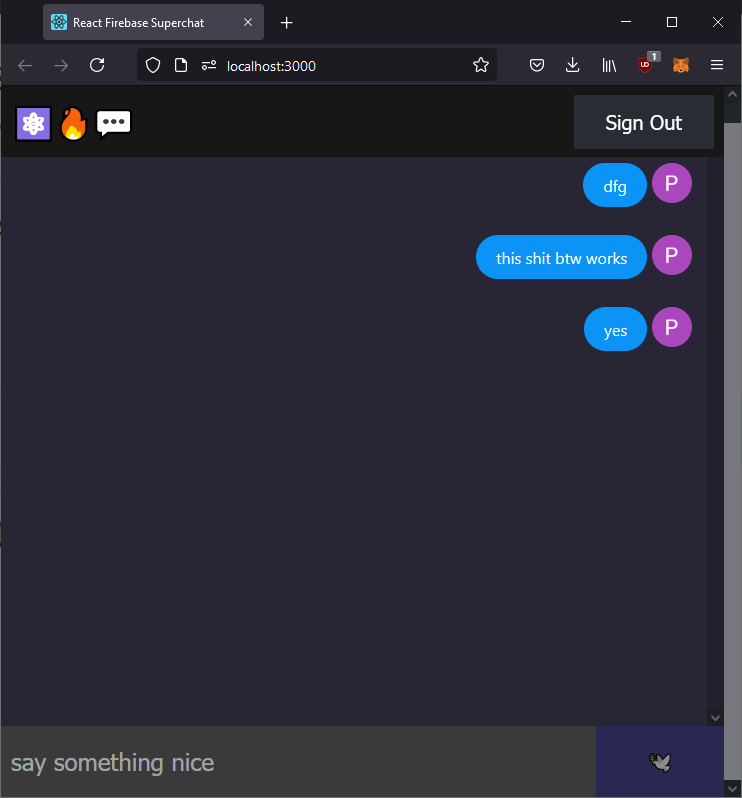 React Firebase Superchat
localhost:3000
1
Sign Out
dfg
P
this shit btw works
P
yes
P
say something nice